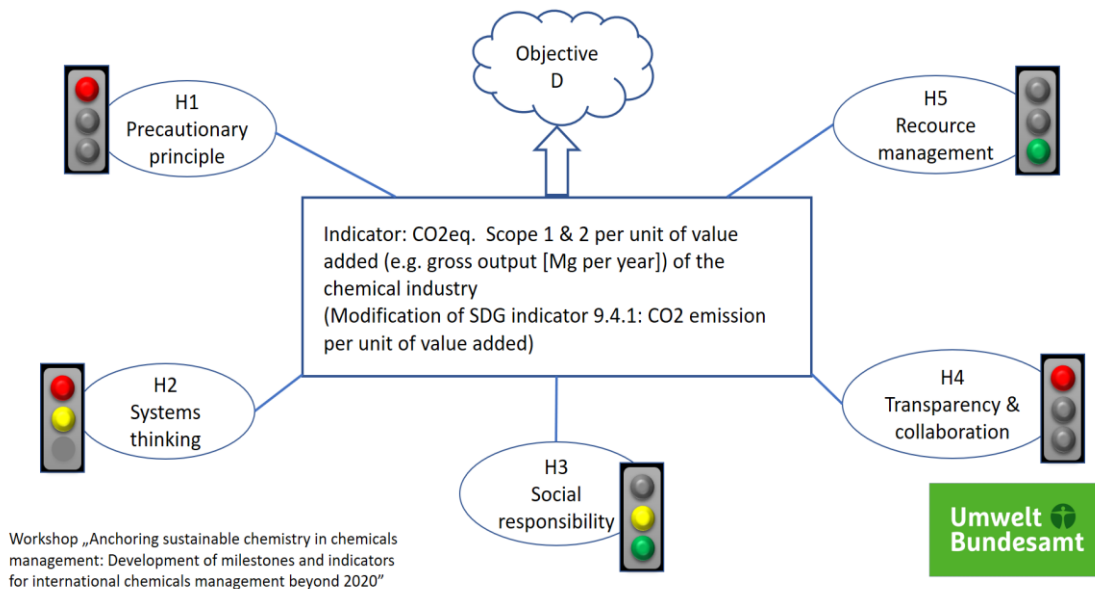 Objective
D
H1
Precautionary
principle
H5
Recource
management
Indicator: CO2eq.  Scope 1 & 2 per unit of value
added (e.g. gross output [Mg per year]) of the
chemical industry
(Modification of SDG indicator 9.4.1: CO2 emission
per unit of value added)
H2
Systems
thinking
H4
Transparency &
collaboration
H3
Social
responsibility
Workshop „Anchoring sustainable chemistry in chemicals
management: Development of milestones and indicators
for international chemicals management beyond 2020”
Umwelt
Bundesamt